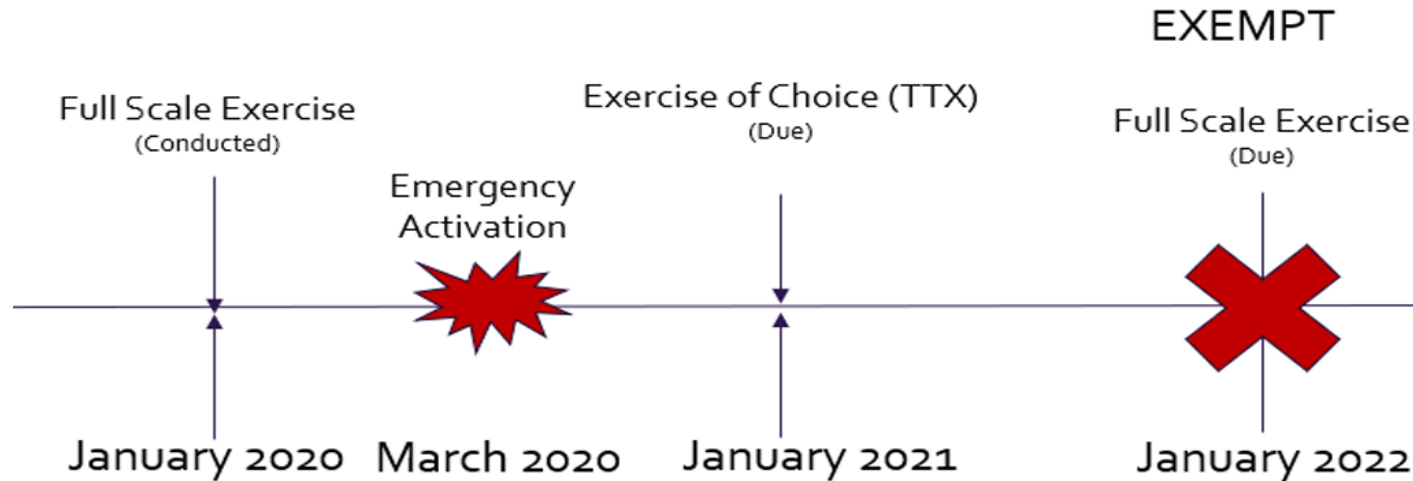 EXEMPT
Full Scale Exercise
(Conducted)
Emergency
Activation
Exercise of Choice (TTX)
(Due)
Full Scale Exercise
(Due)
January 2020
March 2020
January 2021
January 2022